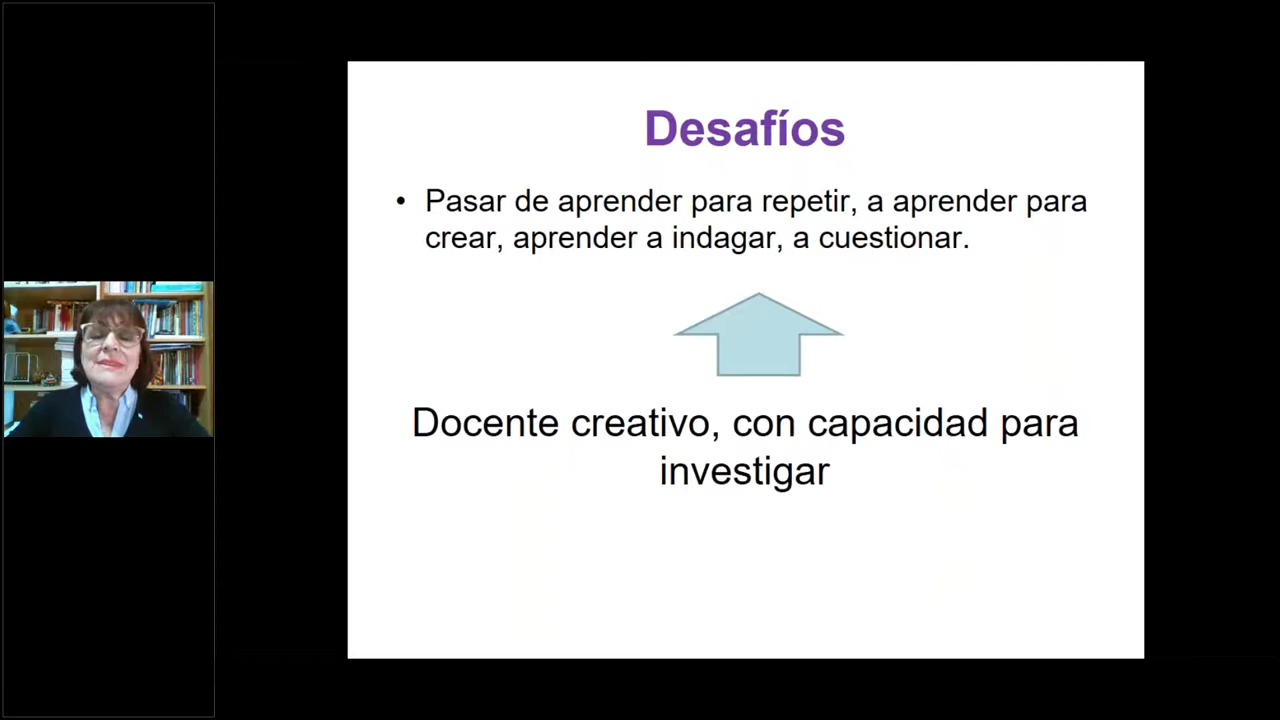 Desafíos
• Pasar de aprender para repetir, a aprender para
crear, aprender a indagar, a cuestionar.
Docente creativo, con capacidad para
investigar